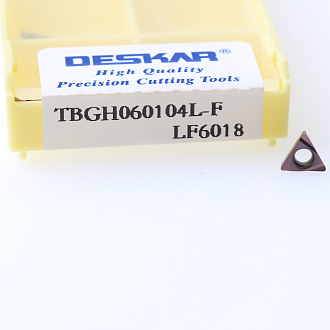 DESKAR
High Quality
Precision Cutting Tools
TBGH060104L-F
LF6018